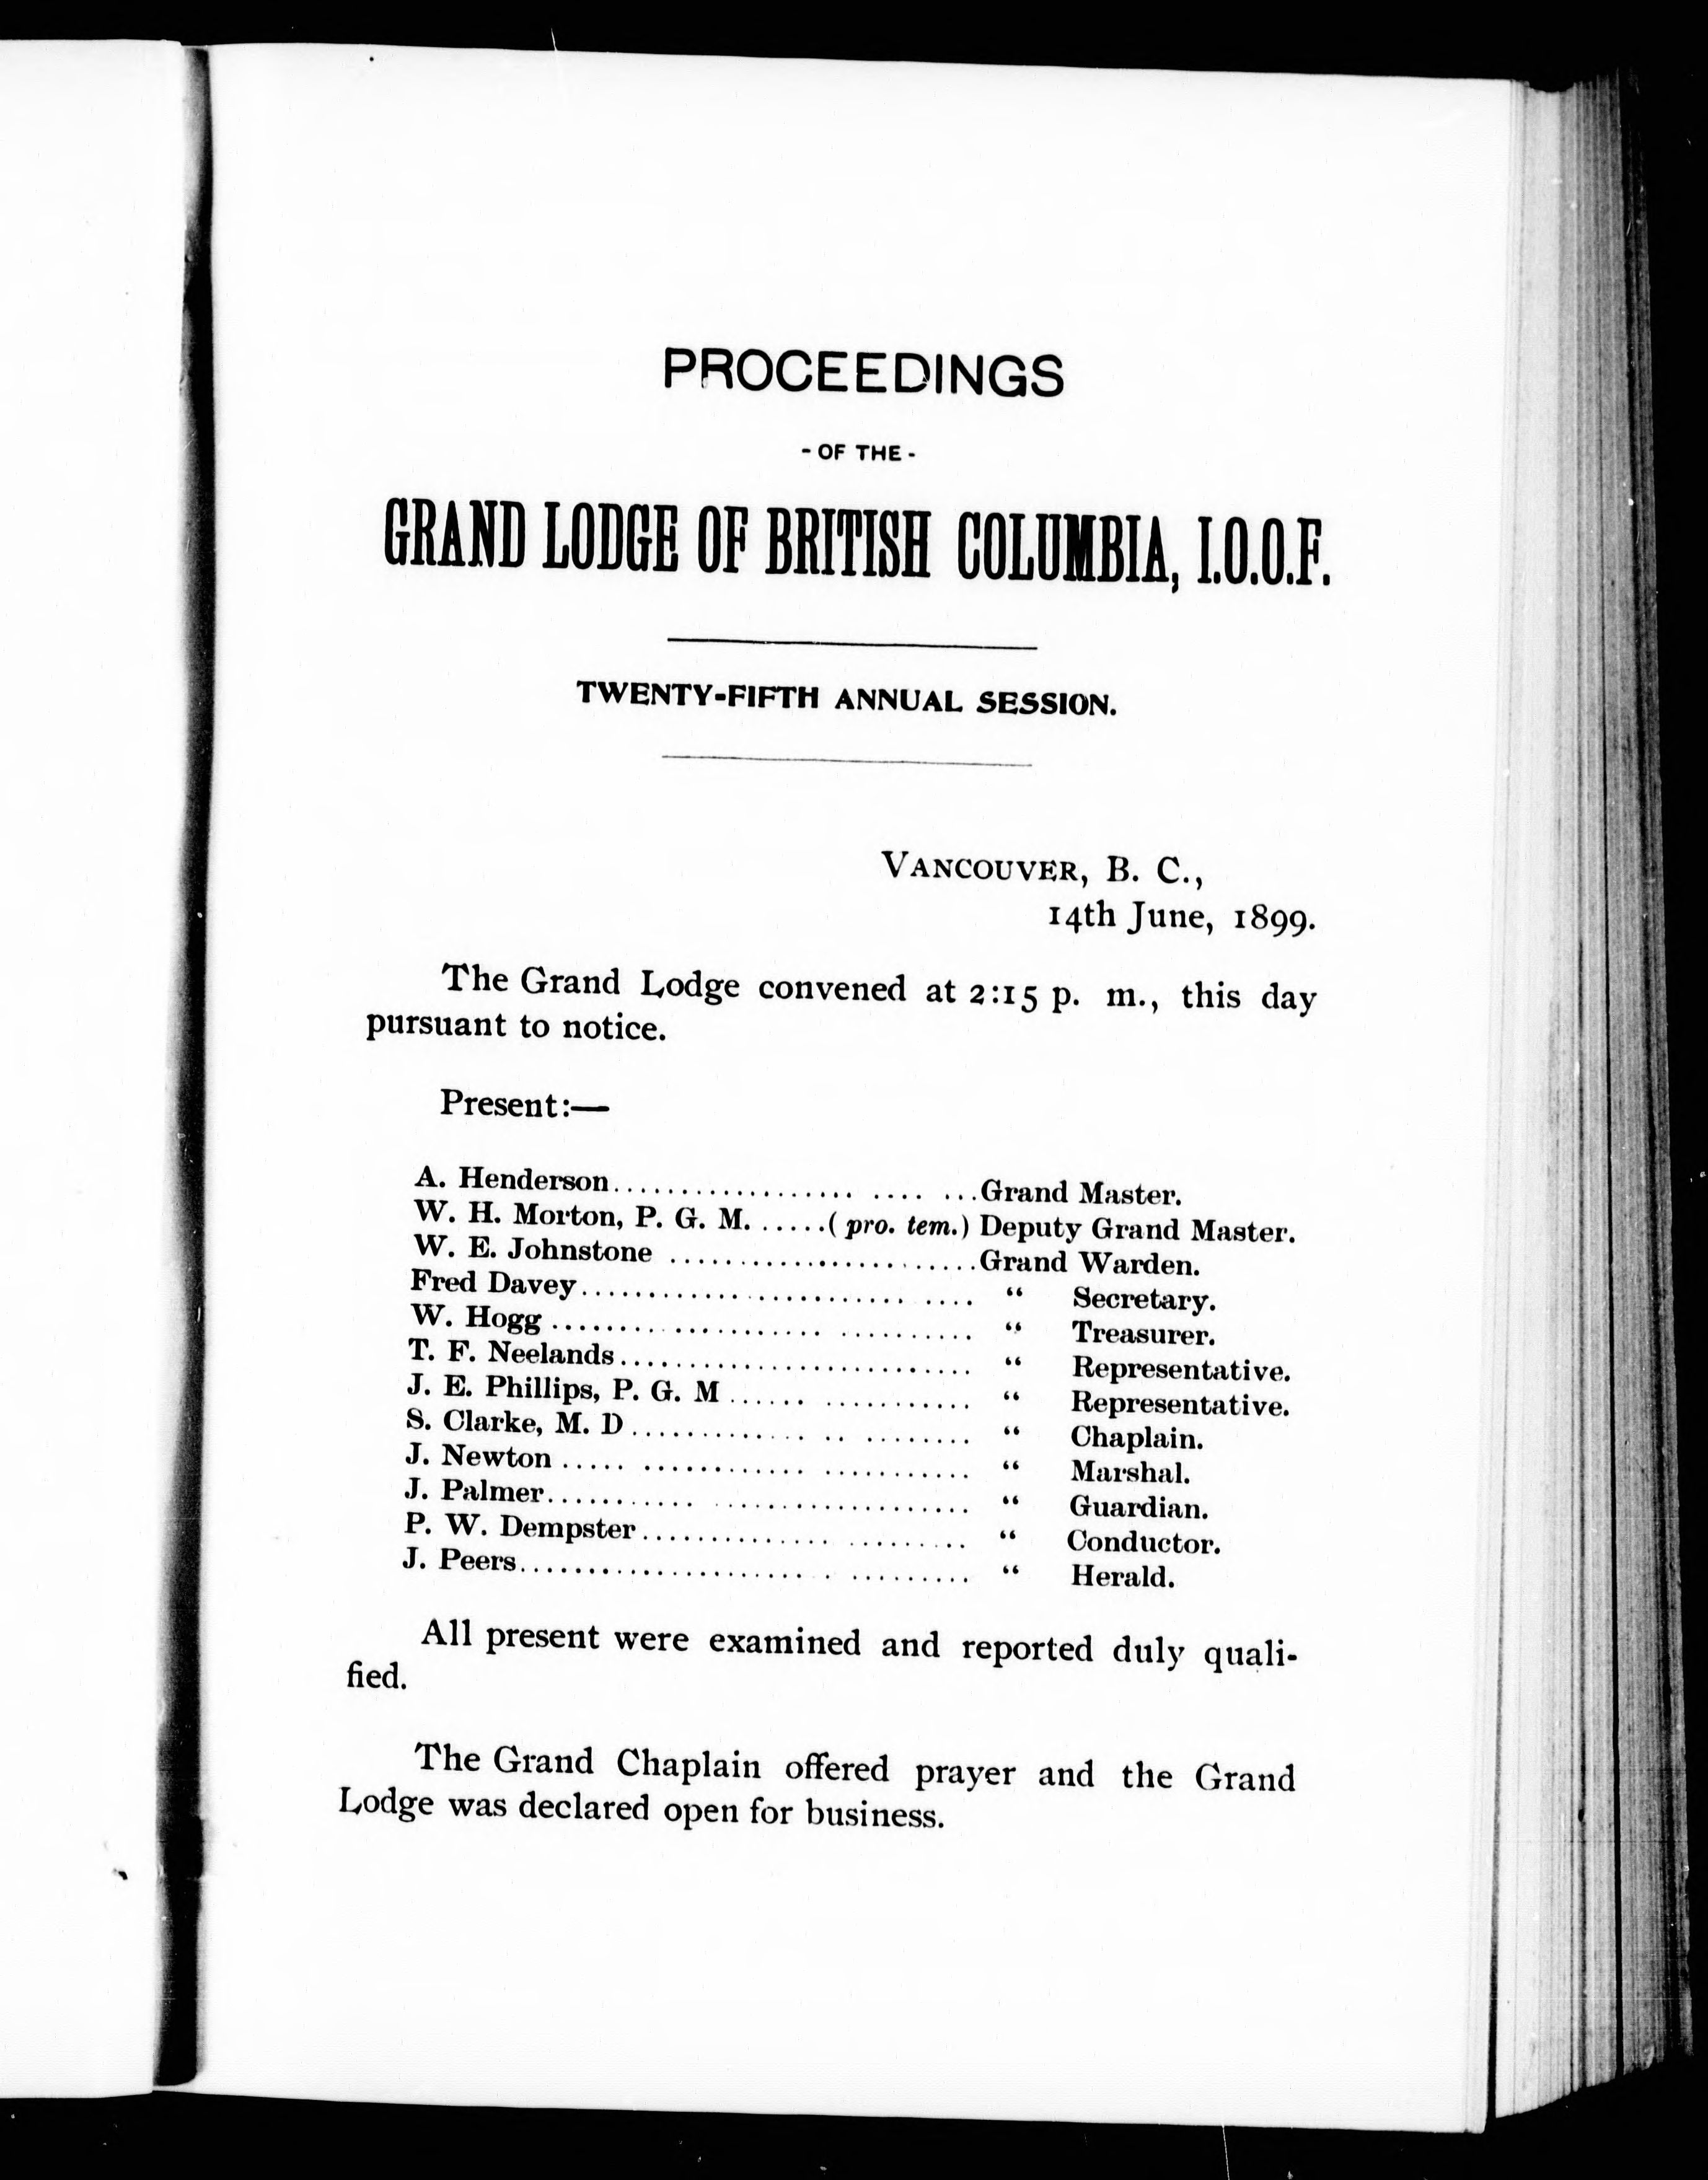 PROCEEDINGS
- OF THE -
GRAND LODGE OF BRITISH COLUMBIA, I.O.O.F.
TWENTY-FIFTH ANNUAL SESSION.
VANCOUVER, B. C.,
14th June, 1899.
The Grand Lodge convened at 2:15 p. m., this day
pursuant to notice.
Present:—
A. Henderson.................. .... ...Grand Master.
W. H. Morton, P. G. M. .....( pro. tem.) Deputy Grand Master.
W. E. Johnstone .......................Grand Warden.
Fred Davey........................ .... “ Secretary.
W. Hogg .................... .......... “ Treasurer.
T. F. Neelands.......................... “ Representative.
J. E. Phillips, P. G. M...... ........... “ Representative.
S. Clarke, M. D............. .. ........ “ Chaplain.
J. Newton ..... ............ ........... “ Marshal.
J. Palmer........... ................... “ Guardian.
P. W. Dempster.............. ......... “ Conductor.
J. Peers..................... . ......... “ Herald.
All present were examined and reported duly quali-
fied.
The Grand Chaplain offered prayer and the Grand
Lodge was declared open for business.